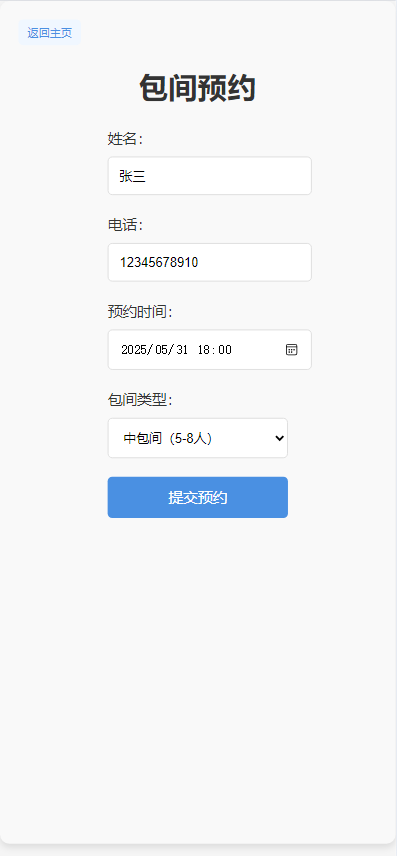 返回主页
包间预约
姓名：
张三
电话：
12345678910
预约时间：
2025/05/31 18:00
包间类型：
中包间（5-8人）
提交预约